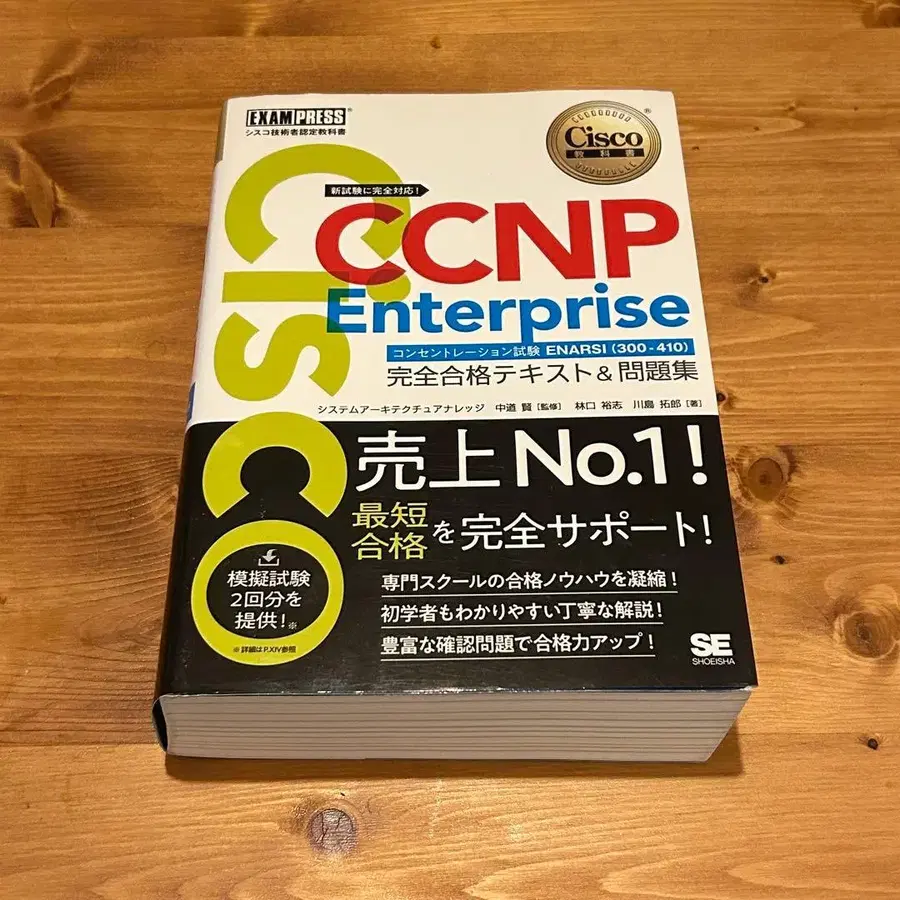 EXAMPRESS®
シスコ技術者認定教科書
Cisco
教科書
®
Cisco
新試験に完全対応!
CCNP
Enterprise
コンセントレーション試験 ENARSI(300-410)
完全合格テキスト&問題集
システムアーキテクチュアナレッジ 中道 賢[監修] 林口 裕志 川島 拓郎[著]
売上No.1!
最短合格を完全サポート!
模擬試験
2回分を
提供!※
※詳細はP.XIV参照
専門スクールの合格ノウハウを凝縮!
初学者もわかりやすい丁寧な解説!
豊富な確認問題で合格力アップ!
SE
SHOEISHA